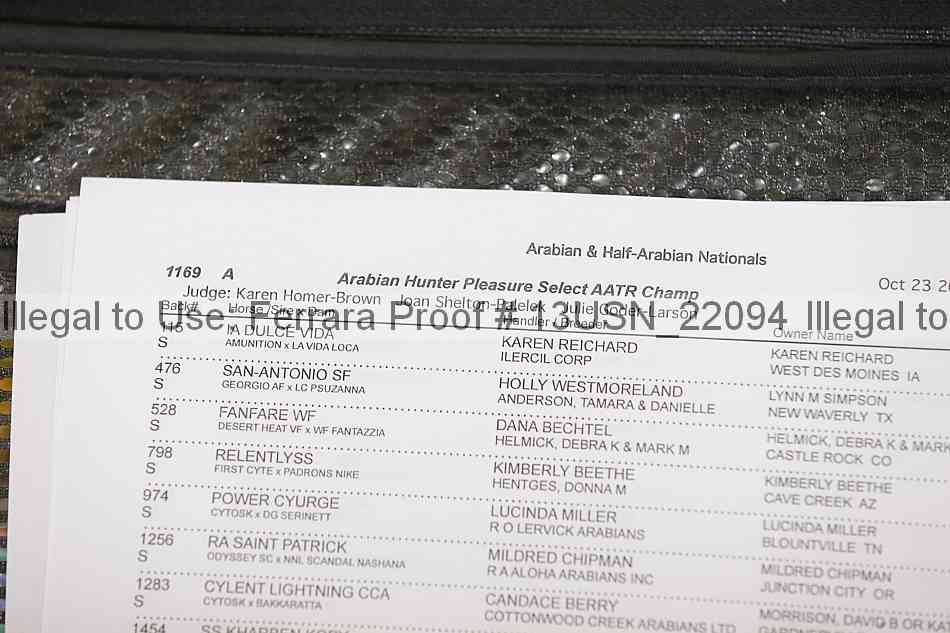 Arabian & Half-Arabian Nationals
1169 A Arabian Hunter Pleasure Select AATR Champ Oct 23
Judge: Karen Homer-Brown Joan Shelton-Palelek Julie Goder-Larson
Illegal to Use - Ferrara Proof # 13USN_22094 Illegal to
Back# Horse/Sire x Dam Handler / Breeder Owner Name
115 IA DULCE VIDA KAREN REICHARD KAREN REICHARD
S AMUNITION x LA VIDA LOCA ILERCIL CORP WEST DES MOINES IA
476 SAN-ANTONIO SF HOLLY WESTMORELAND LYNN M SIMPSON
S GEORGIO AF x LC PSUZANNA ANDERSON, TAMARA & DANIELLE NEW WAVERLY TX
528 FANFARE WF DANA BECHTEL HELMICK, DEBRA K & MARK
S DESERT HEAT VF x WF FANTAZZIA HELMICK, DEBRA K & MARK M CASTLE ROCK CO
798 RELENTLYSS KIMBERLY BEETHE KIMBERLY BEETHE
S FIRST CYTE x PADRONS NIKE HENTGES, DONNA M CAVE CREEK AZ
974 POWER CYURGE LUCINDA MILLER LUCINDA MILLER
S CYTOSK x DG SERINETT R O LERVICK ARABIANS BLOUNTVILLE TN
1256 RA SAINT PATRICK MILDRED CHIPMAN MILDRED CHIPMAN
S ODYSSEY SC x NNL SCANDAL NASHANA R A ALOHA ARABIANS INC JUNCTION CITY OR
1283 CYLENT LIGHTNING CCA CANDACE BERRY MORRISON, DAVID B OR KA
S CYTOSK x BAKKARATTA COTTONWOOD CREEK ARABIANS LTD
1454